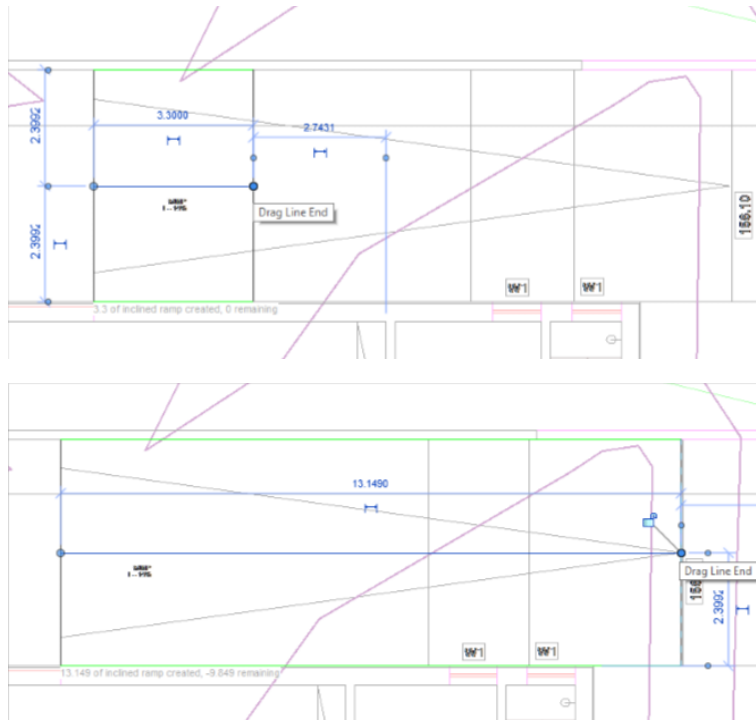 3.3000
2.7431
2.3992
Drag Line End
2.3992
156.10
W1
W1
3.3 of inclined ramp created, 0 remaining
13.1490
Drag Line End
2.3992
W1
W1
13.149 of inclined ramp created, -9.849 remaining